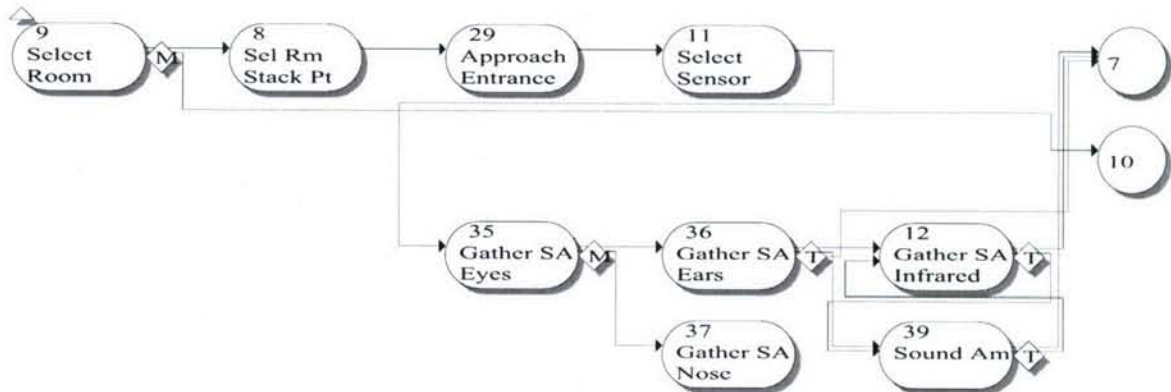 9
Select
Room
M
8
Sel Rm
Stack Pt
29
Approach
Entrance
11
Select
Sensor
7
10
35
Gather SA
Eyes
M
36
Gather SA
Ears
T
12
Gather SA
Infrared
T
37
Gather SA
Nose
39
Sound Am
T